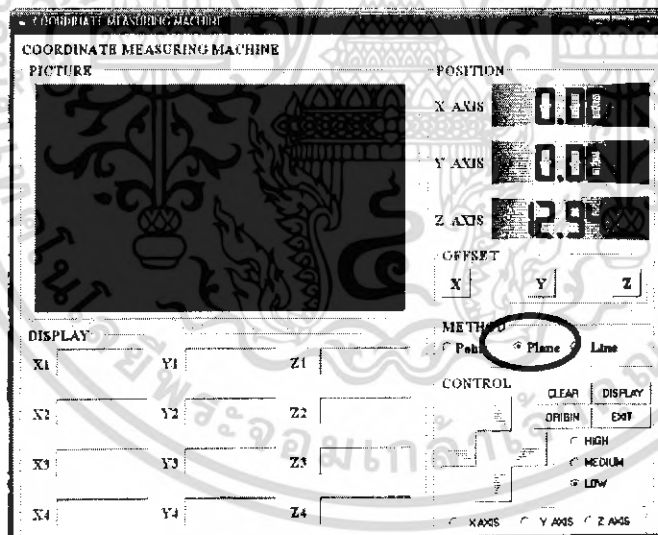 COORDINATE MEASURING MACHINE
COORDINATE MEASURING MACHINE
PICTURE
POSITION
X AXIS
Y AXIS
Z AXIS
OFFSET
X Y Z
METHOD
Plane Line
DISPLAY
X1 Y1 Z1
X2 Y2 Z2
X3 Y3 Z3
X4 Y4 Z4
CONTROL
CLEAR DISPLAY
ORIGIN EXIT
HIGH
MEDIUM
LOW
X AXIS Y AXIS Z AXIS